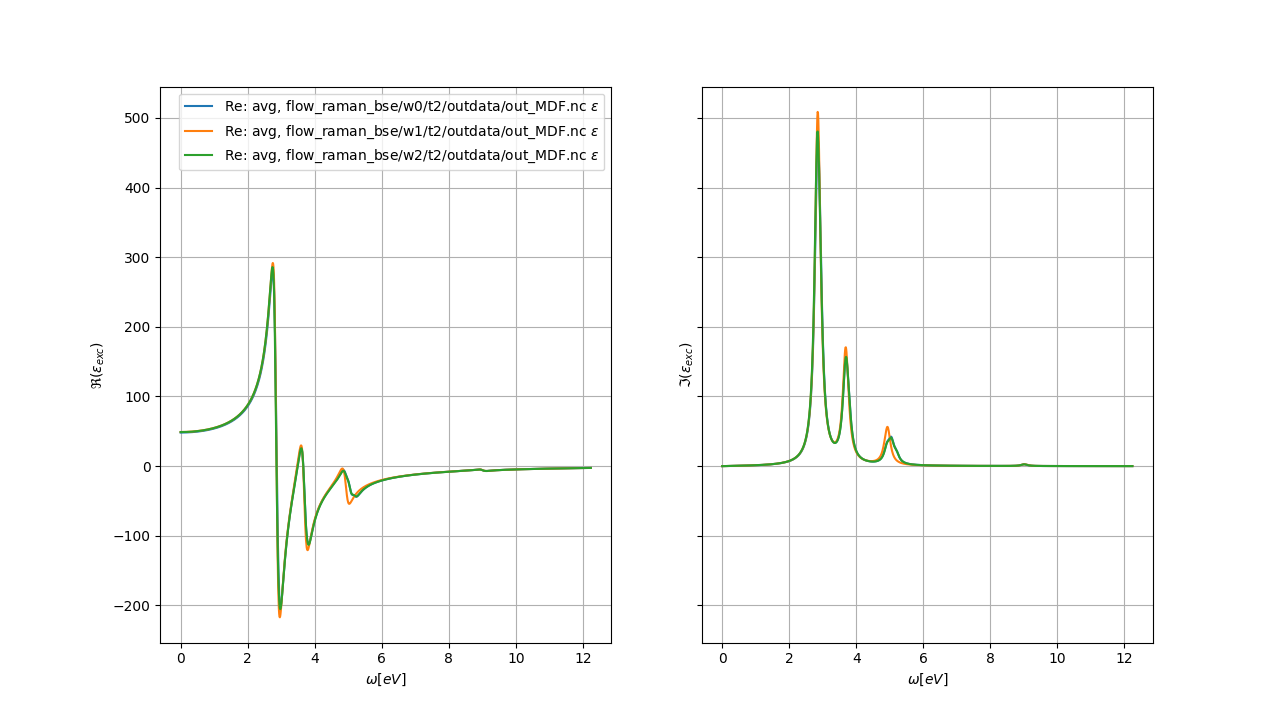 Re: avg, flow_raman_bse/w0/t2/outdata/out_MDF.nc ε
Re: avg, flow_raman_bse/w1/t2/outdata/out_MDF.nc ε
Re: avg, flow_raman_bse/w2/t2/outdata/out_MDF.nc ε
500
400
300
200
100
0
−100
−200
ℜ(ε_exc)
0 2 4 6 8 10 12
ω[eV]
ℑ(ε_exc)
0 2 4 6 8 10 12
ω[eV]